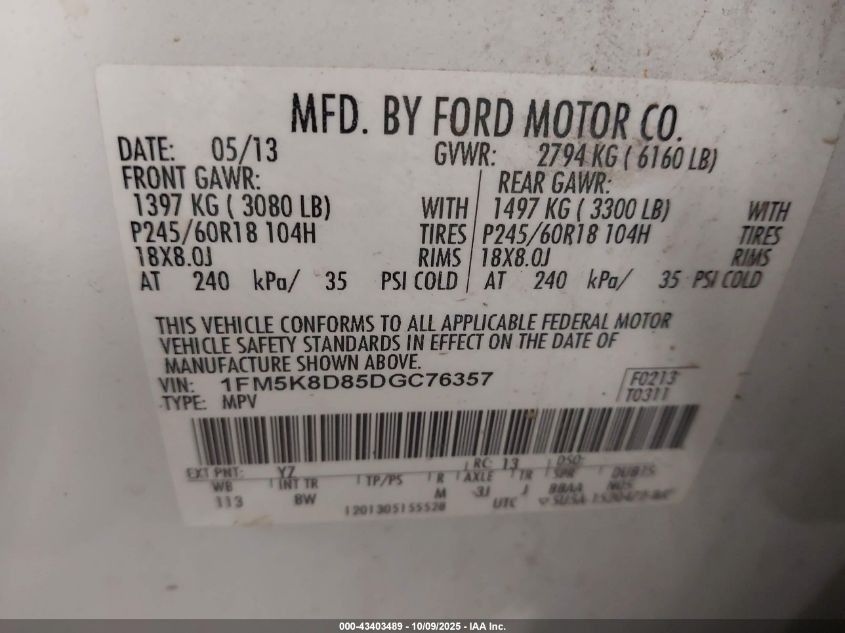 MFD. BY FORD MOTOR CO.
DATE: 05/13 GVWR: 2794 KG ( 6160 LB)
FRONT GAWR: REAR GAWR:
1397 KG ( 3080 LB) WITH 1497 KG ( 3300 LB) WITH
P245/60R18 104H TIRES P245/60R18 104H TIRES
18X8.0J RIMS 18X8.0J RIMS
AT 240 kPa/ 35 PSI COLD AT 240 kPa/ 35 PSI COLD
THIS VEHICLE CONFORMS TO ALL APPLICABLE FEDERAL MOTOR
VEHICLE SAFETY STANDARDS IN EFFECT ON THE DATE OF
MANUFACTURE SHOWN ABOVE.
VIN: 1FM5K8D85DGC76357 F0213
TYPE: MPV T0311
EXT PNT: YZ RC: 13 DSO:
WB INT TR TP/PS R AXLE TR SPR
113 8W M 3J J BBAA
1201305155528 UTC
000-43403489 - 10/09/2025 - IAA Inc.